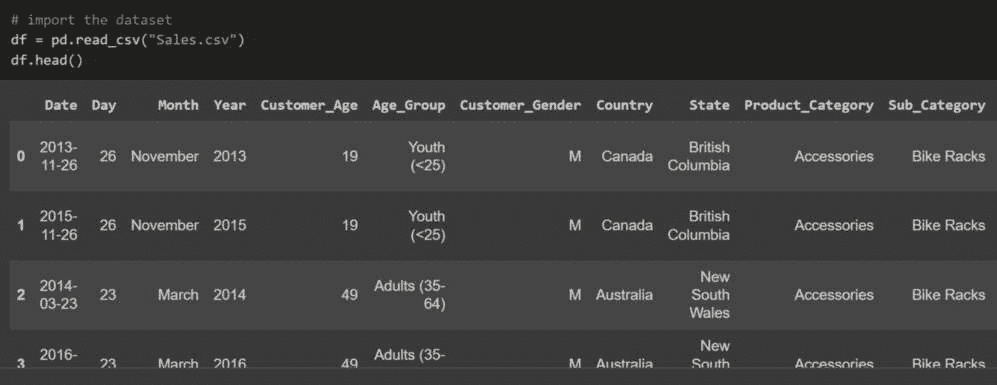 # import the dataset
df = pd.read_csv("Sales.csv")
df.head()
Date Day Month Year Customer_Age Age_Group Customer_Gender Country State Product_Category Sub_Category
0 2013-11-26 26 November 2013 19 Youth (<25) M Canada British Columbia Accessories Bike Racks
1 2015-11-26 26 November 2015 19 Youth (<25) M Canada British Columbia Accessories Bike Racks
2 2014-03-23 23 March 2014 49 Adults (35-64) M Australia New South Wales Accessories Bike Racks
3 2016- 23 March 2016 49 Adults (35- M Australia New South Accessories Bike Racks